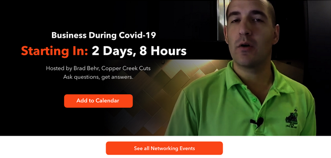 Business During Covid-19
Starting In: 2 Days, 8 Hours
Hosted by Brad Behr, Copper Creek Cuts
Ask questions, get answers.
Add to Calendar
See all Networking Events